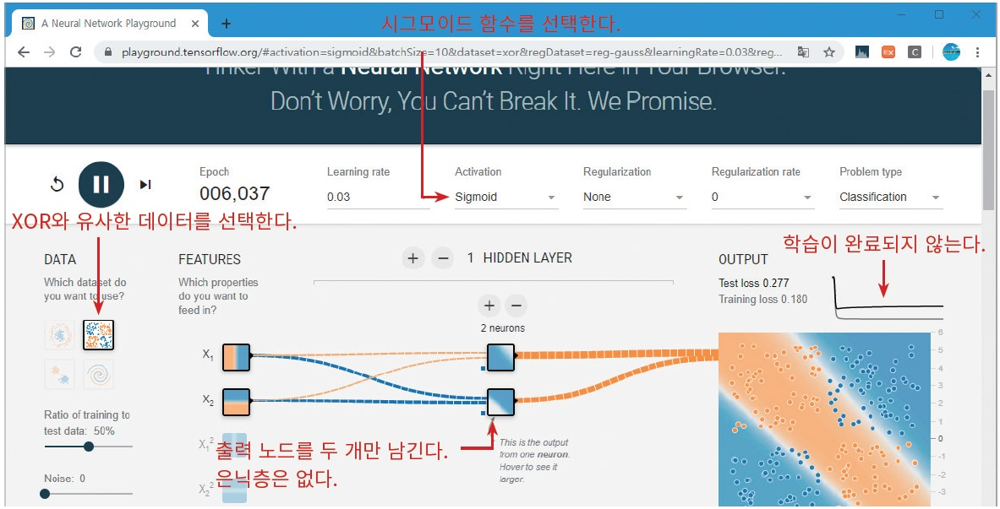 A Neural Network Playground
시그모이드 함수를 선택한다.
playground.tensorflow.org/#activation=sigmoid&batchSize=10&dataset=xor&regDataset=reg-gauss&learningRate=0.03&reg...
Tinker With a Neural Network Right Here in Your Browser.
Don't Worry, You Can't Break It. We Promise.
Epoch
006,037
Learning rate
0.03
Activation
Sigmoid
Regularization
None
Regularization rate
0
Problem type
Classification
XOR와 유사한 데이터를 선택한다.
학습이 완료되지 않는다.
DATA
Which dataset do
you want to use?
Ratio of training to
test data: 50%
Noise: 0
FEATURES
Which properties
do you want to
feed in?
X1
X2
X1²
X2²
+ − 1 HIDDEN LAYER
+ −
2 neurons
출력 노드를 두 개만 남긴다.
은닉층은 없다.
This is the output
from one neuron.
Hover to see it
larger.
OUTPUT
Test loss 0.277
Training loss 0.180
6
5
4
3
2
1
0
-1
-2
-3